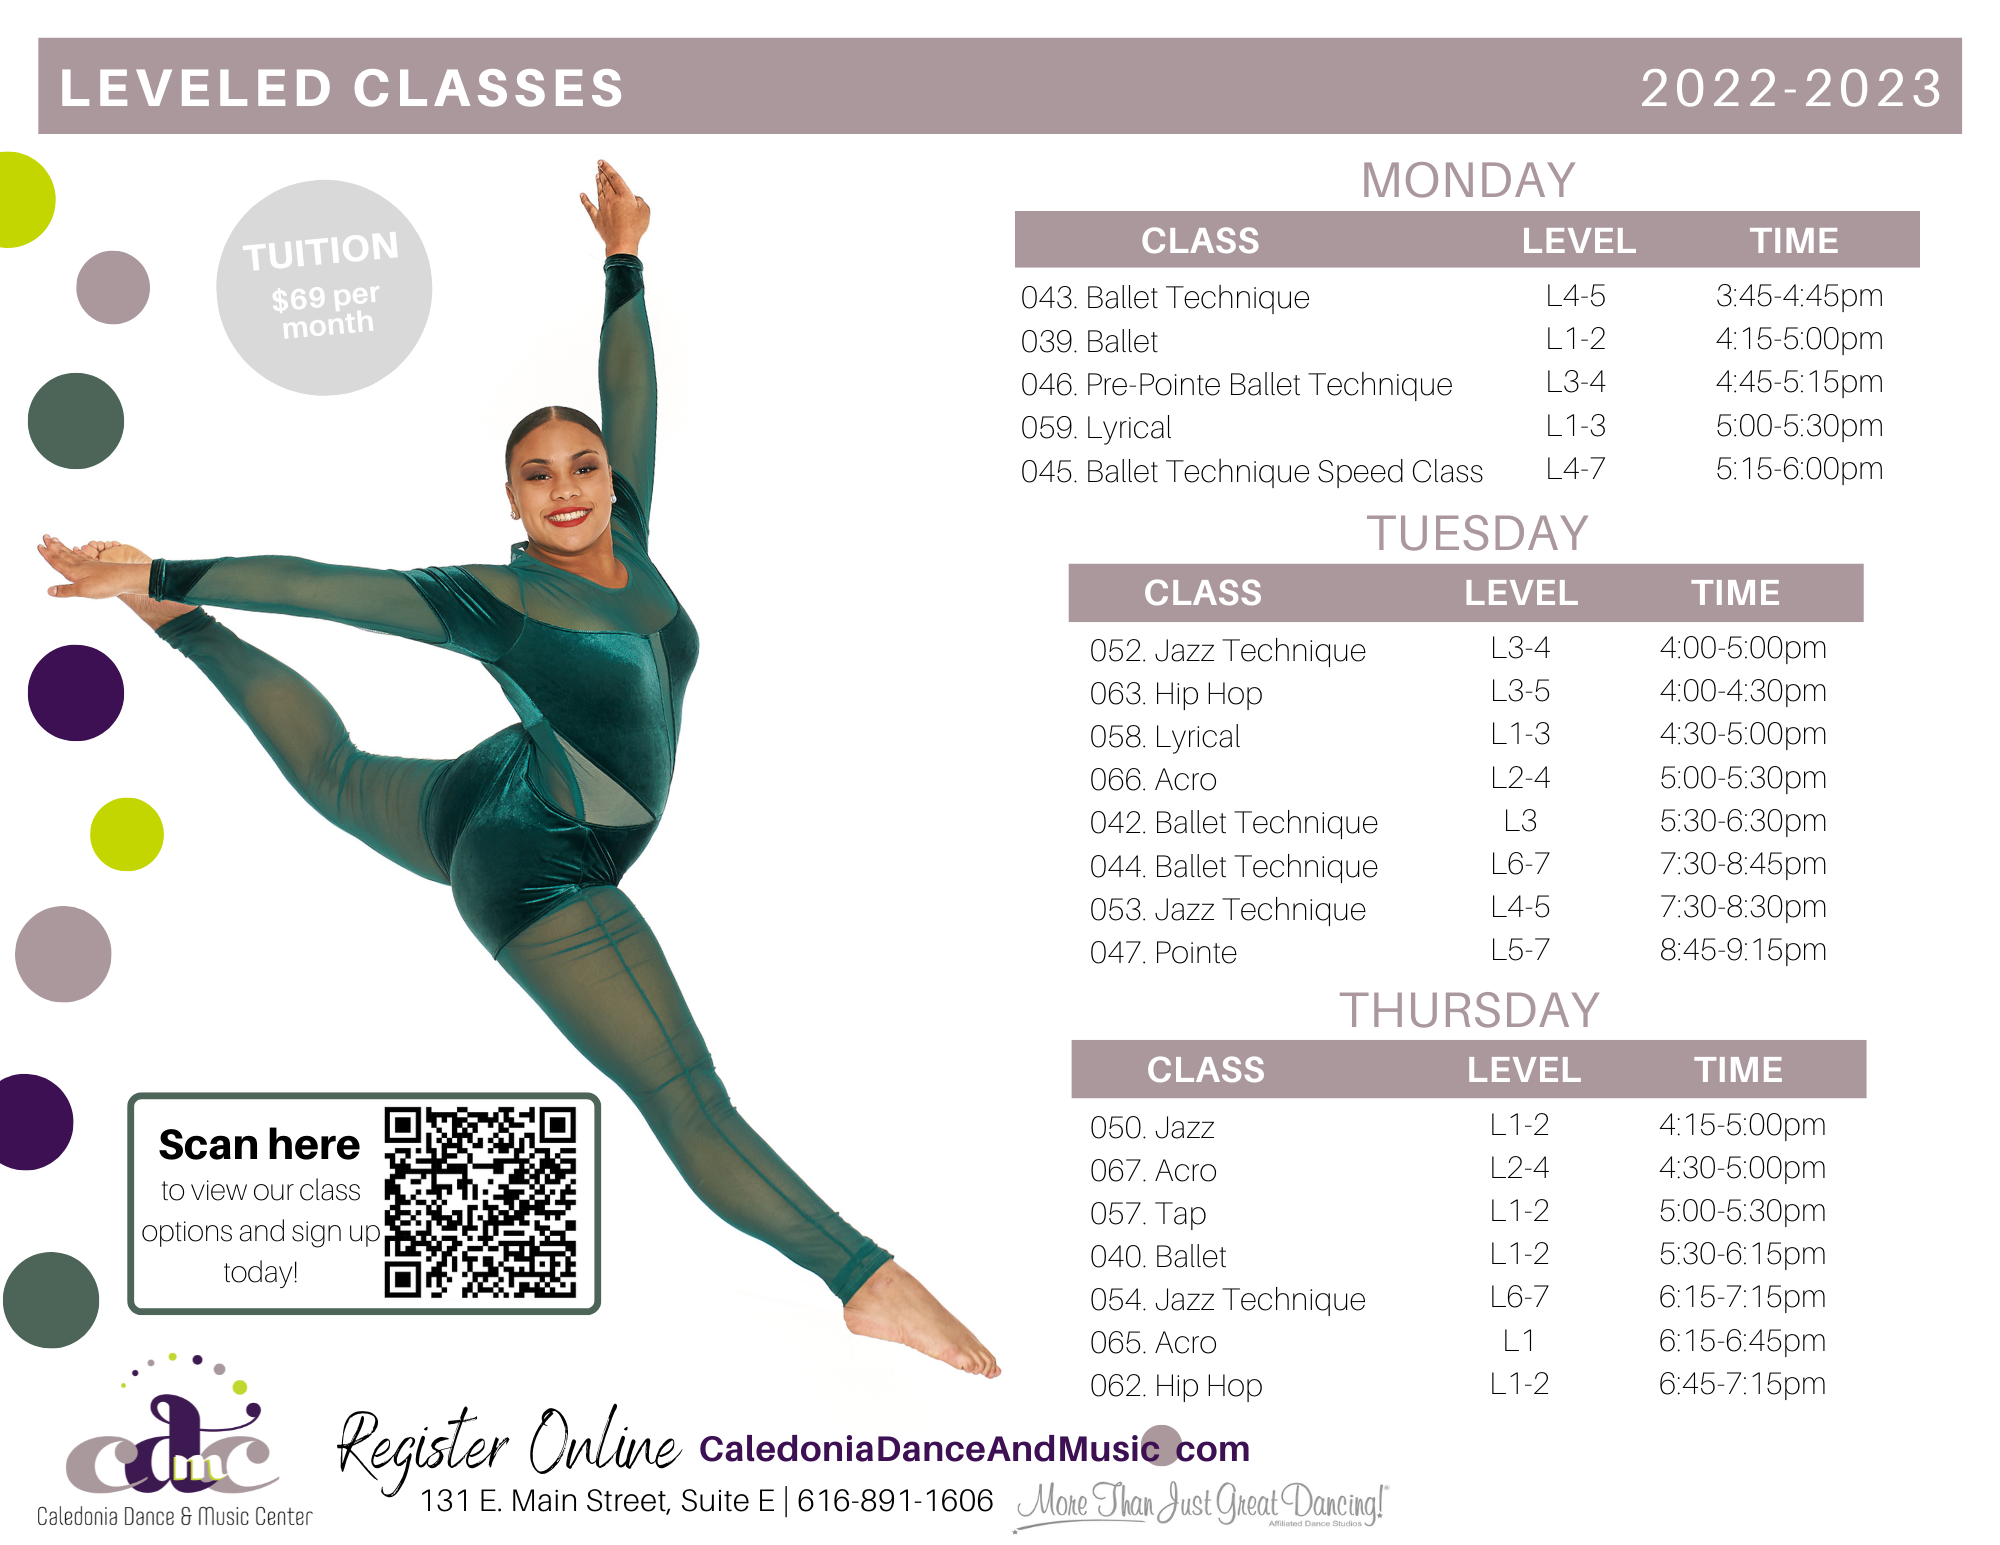 LEVELED CLASSES 2022-2023
TUITION
$69 per
month
MONDAY
CLASS LEVEL TIME
043. Ballet Technique L4-5 3:45-4:45pm
039. Ballet L1-2 4:15-5:00pm
046. Pre-Pointe Ballet Technique L3-4 4:45-5:15pm
059. Lyrical L1-3 5:00-5:30pm
045. Ballet Technique Speed Class L4-7 5:15-6:00pm
TUESDAY
CLASS LEVEL TIME
052. Jazz Technique L3-4 4:00-5:00pm
063. Hip Hop L3-5 4:00-4:30pm
058. Lyrical L1-3 4:30-5:00pm
066. Acro L2-4 5:00-5:30pm
042. Ballet Technique L3 5:30-6:30pm
044. Ballet Technique L6-7 7:30-8:45pm
053. Jazz Technique L4-5 7:30-8:30pm
047. Pointe L5-7 8:45-9:15pm
THURSDAY
CLASS LEVEL TIME
050. Jazz L1-2 4:15-5:00pm
067. Acro L2-4 4:30-5:00pm
057. Tap L1-2 5:00-5:30pm
040. Ballet L1-2 5:30-6:15pm
054. Jazz Technique L6-7 6:15-7:15pm
065. Acro L1 6:15-6:45pm
062. Hip Hop L1-2 6:45-7:15pm
Scan here
to view our class
options and sign up
today!
cdmc
Caledonia Dance & Music Center
Register Online CaledoniaDanceAndMusic com
131 E. Main Street, Suite E | 616-891-1606
More Than Just Great Dancing!®
Affiliated Dance Studios